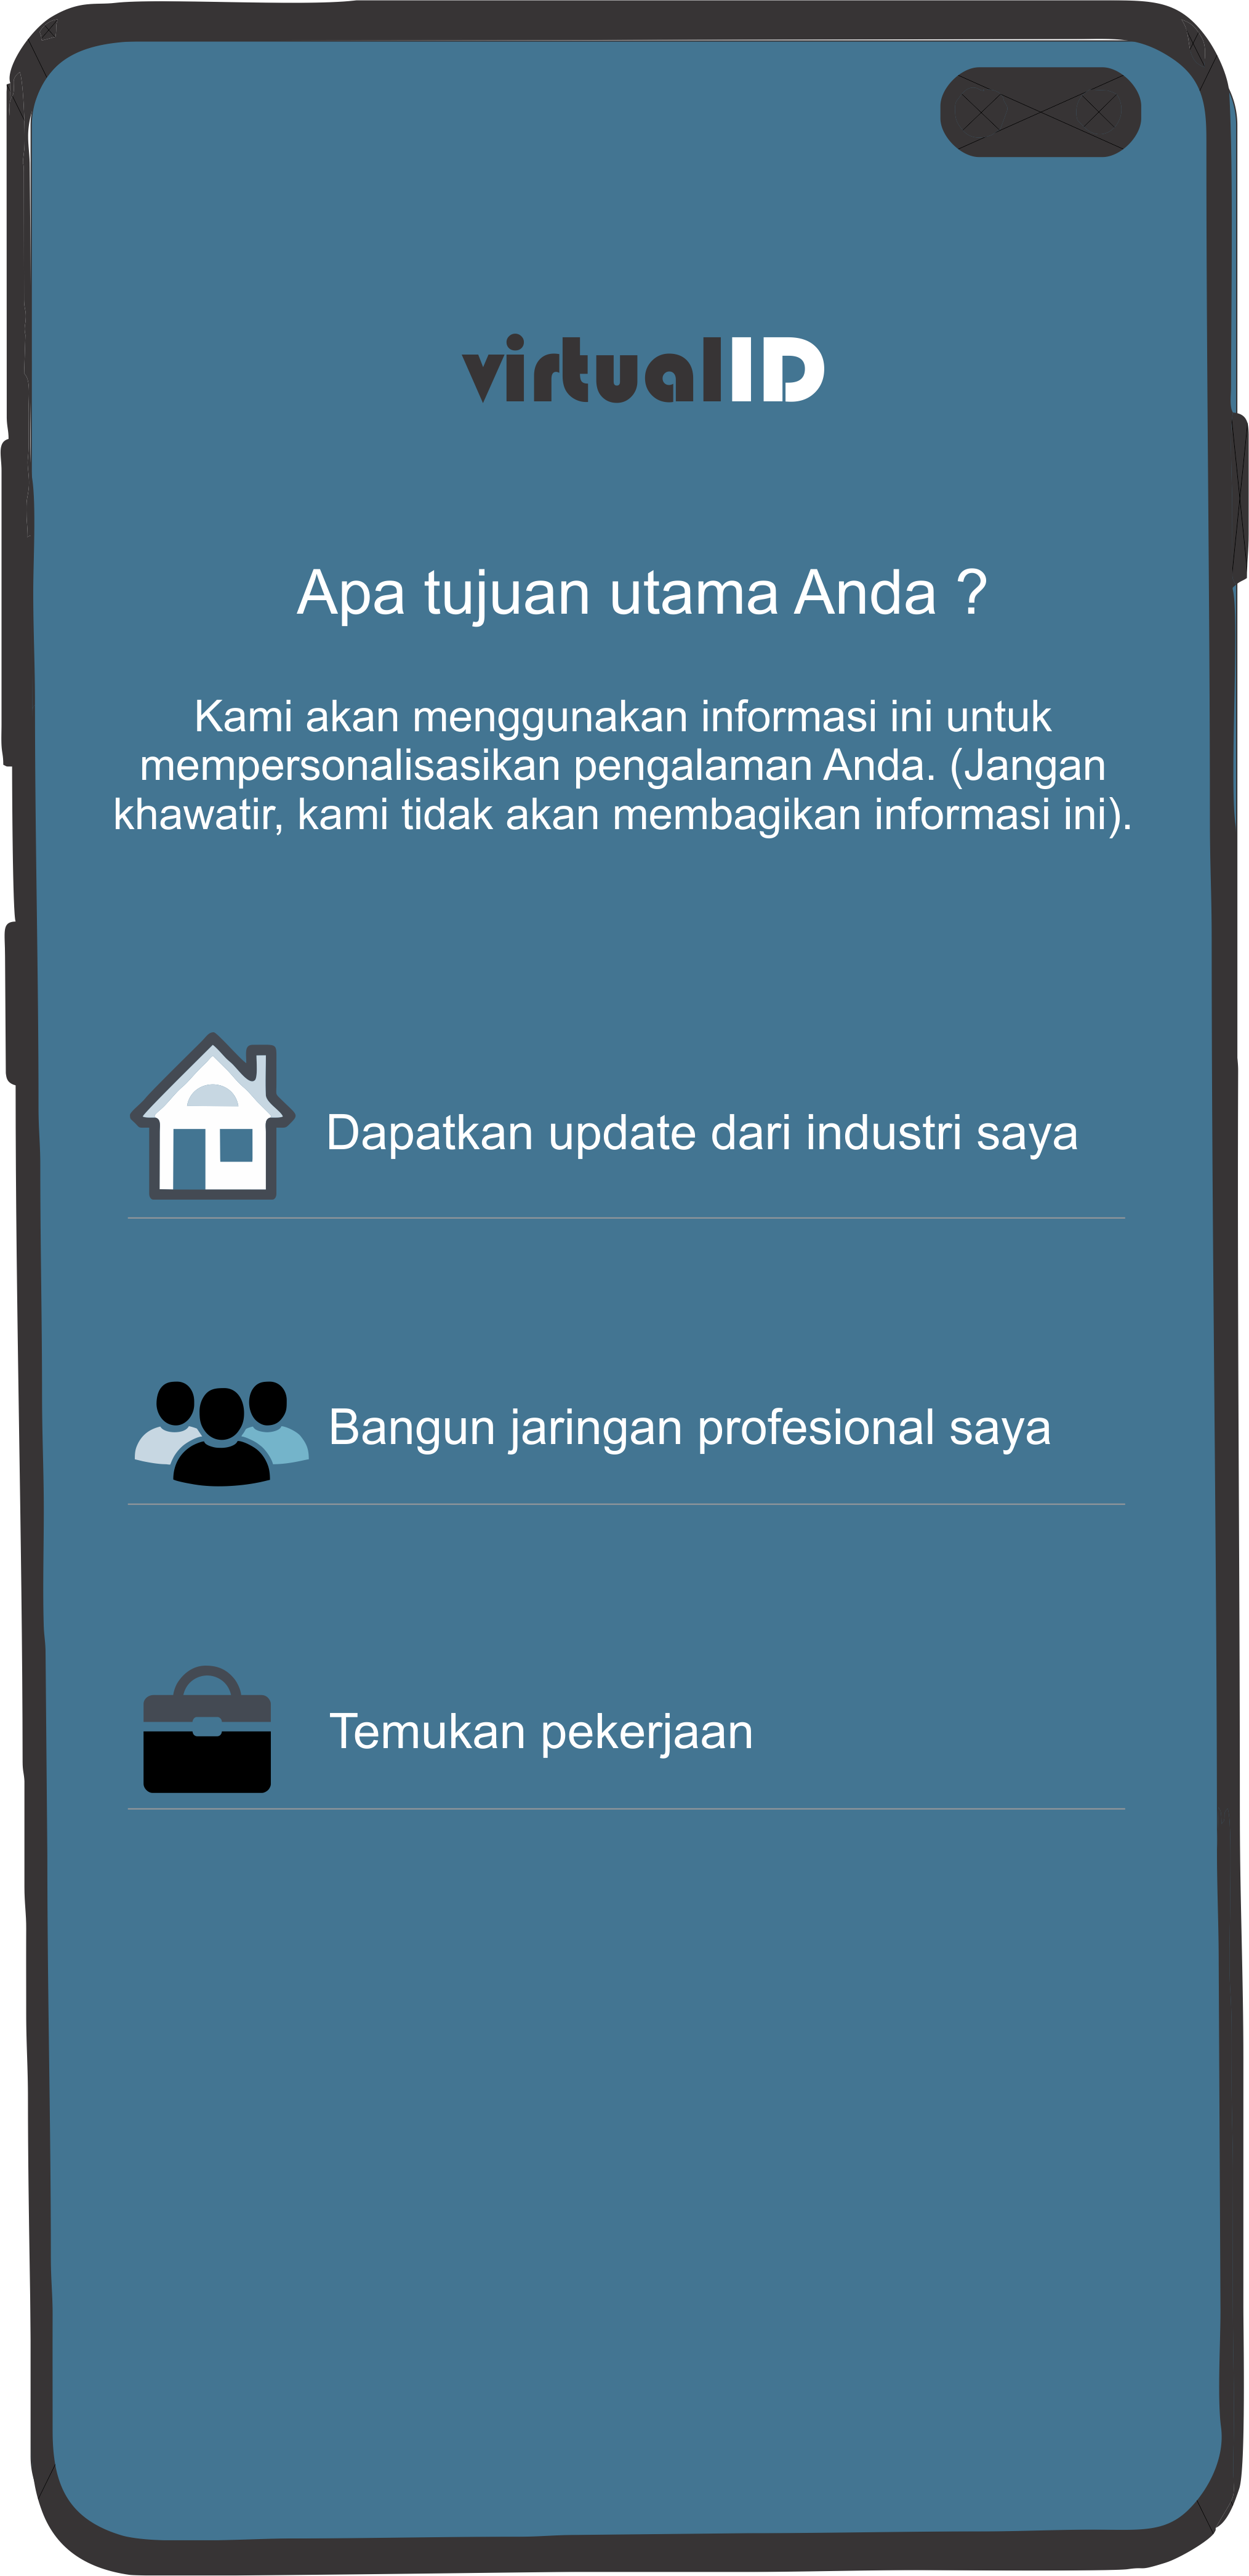 virtualID
Apa tujuan utama Anda ?
Kami akan menggunakan informasi ini untuk
mempersonalisasikan pengalaman Anda. (Jangan
khawatir, kami tidak akan membagikan informasi ini).
Dapatkan update dari industri saya
Bangun jaringan profesional saya
Temukan pekerjaan